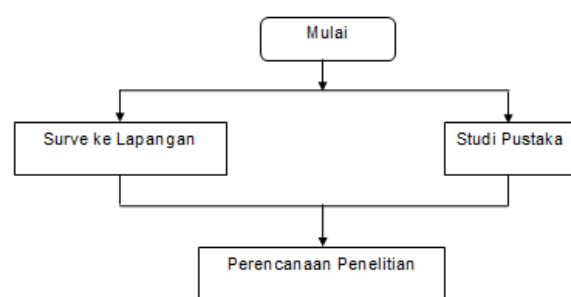 Mulai
Surve ke Lapangan
Studi Pustaka
Perencanaan Penelitian